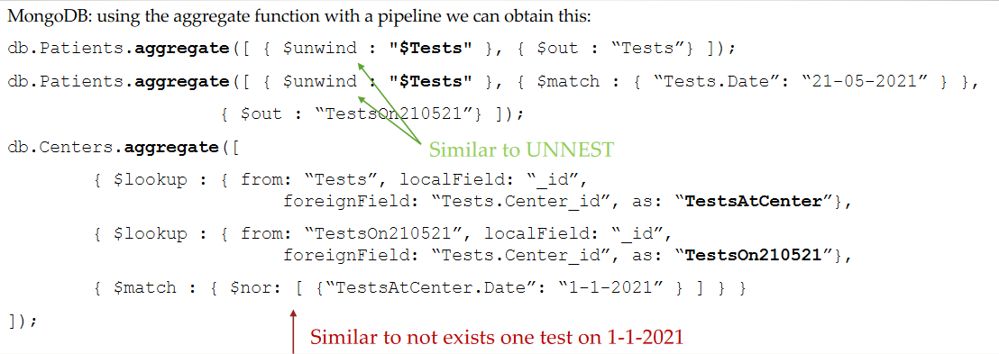 MongoDB: using the aggregate function with a pipeline we can obtain this:
db.Patients.aggregate([ { $unwind : "$Tests" }, { $out : “Tests”} ]);
db.Patients.aggregate([ { $unwind : "$Tests" }, { $match : { “Tests.Date”: “21-05-2021” } },
{ $out : “TestsOn210521”} ]);
Similar to UNNEST
db.Centers.aggregate([
{ $lookup : { from: “Tests”, localField: “_id”,
foreignField: “Tests.Center_id”, as: “TestsAtCenter”},
{ $lookup : { from: “TestsOn210521”, localField: “_id”,
foreignField: “Tests.Center_id”, as: “TestsOn210521”},
{ $match : { $nor: [ {“TestsAtCenter.Date”: “1-1-2021” } ] } }
]);
Similar to not exists one test on 1-1-2021